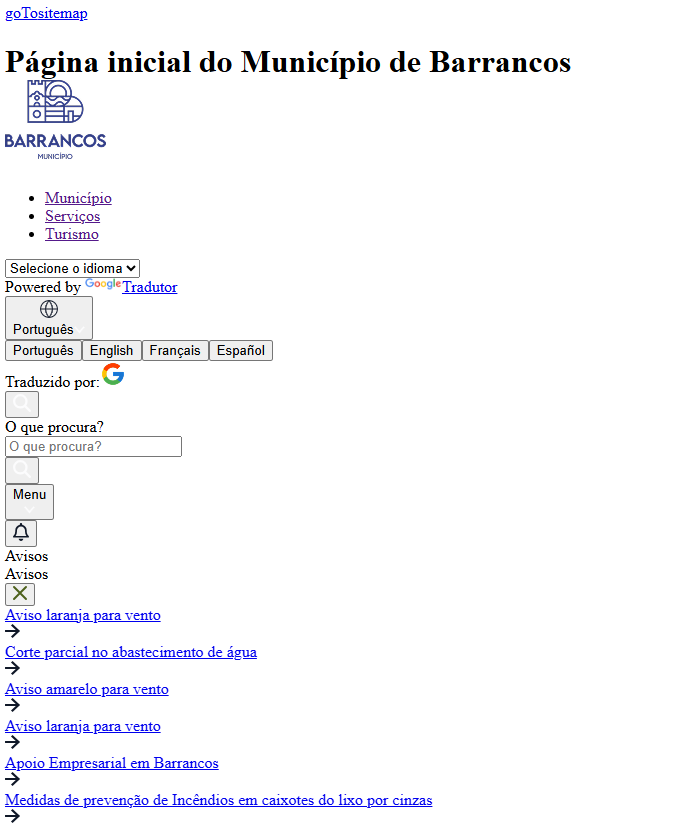 goTositemap
Página inicial do Município de Barrancos
BARRANCOS
MUNICÍPIO
Município
Serviços
Turismo
Selecione o idioma
Powered by Google Tradutor
Português
Português English Français Español
Traduzido por:
O que procura?
O que procura?
Menu
Avisos
Avisos
Aviso laranja para vento
Corte parcial no abastecimento de água
Aviso amarelo para vento
Aviso laranja para vento
Apoio Empresarial em Barrancos
Medidas de prevenção de Incêndios em caixotes do lixo por cinzas